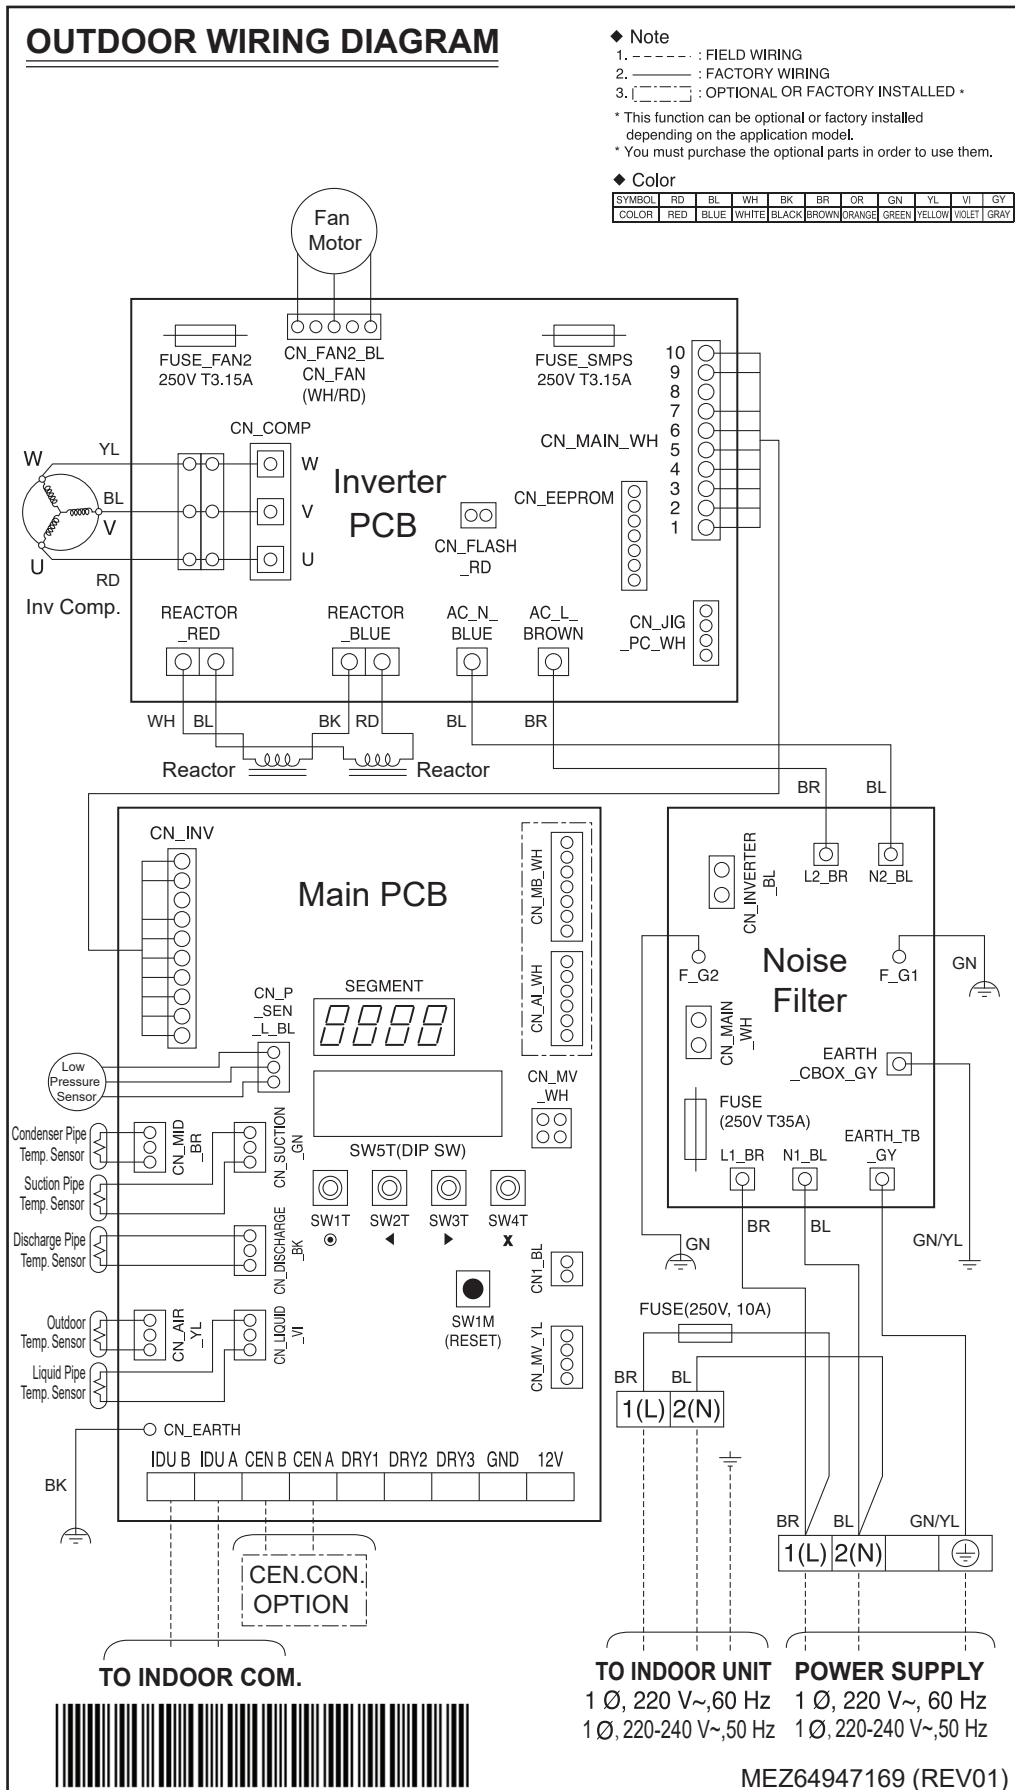 OUTDOOR WIRING DIAGRAM
◆ Note
1. : FIELD WIRING
2. : FACTORY WIRING
3. : OPTIONAL OR FACTORY INSTALLED *
* This function can be optional or factory installed
depending on the application model.
* You must purchase the optional parts in order to use them.
◆ Color
SYMBOL RD BL WH BK BR OR GN YL VI GY
COLOR RED BLUE WHITE BLACK BROWN ORANGE GREEN YELLOW VIOLET GRAY
Fan
Motor
FUSE_FAN2
250V T3.15A
CN_FAN2_BL
CN_FAN
(WH/RD)
FUSE_SMPS
250V T3.15A
10
9
8
7
6
5
4
3
2
1
CN_MAIN_WH
CN_COMP
W
V
U
W
YL
BL
V
U
RD
Inv Comp.
Inverter
PCB
CN_EEPROM
CN_FLASH
_RD
CN_JIG
_PC_WH
REACTOR
_RED
REACTOR
_BLUE
AC_N_
BLUE
AC_L_
BROWN
WH
BL
BK
RD
BL
BR
Reactor
Reactor
BR
BL
CN_INV
Main PCB
CN_MB_WH
CN_AI_WH
CN_P
_SEN
_L_BL
SEGMENT
8888
Low
Pressure
Sensor
CN_MV
_WH
SW5T(DIP SW)
Condenser Pipe
Temp. Sensor
CN_MID
_BR
CN_SUCTION
_GN
Suction Pipe
Temp. Sensor
SW1T
SW2T
◀
SW3T
▶
SW4T
X
Discharge Pipe
Temp. Sensor
CN_DISCHARGE
_BK
CN1_BL
SW1M
(RESET)
Outdoor
Temp. Sensor
CN_AIR
_YL
CN_LIQUID
_VI
CN_MV_YL
Liquid Pipe
Temp. Sensor
CN_EARTH
BK
IDU B IDU A CEN B CEN A DRY1 DRY2 DRY3 GND 12V
CEN.CON.
OPTION
TO INDOOR COM.
CN_INVERTER
_BL
L2_BR
N2_BL
Noise
Filter
F_G2
F_G1
GN
CN_MAIN
_WH
EARTH
_CBOX_GY
FUSE
(250V T35A)
L1_BR
N1_BL
EARTH_TB
_GY
BR
BL
GN
GN/YL
FUSE(250V, 10A)
BR
BL
1(L) 2(N)
BR
BL
GN/YL
1(L) 2(N)
TO INDOOR UNIT
1 Ø, 220 V~,60 Hz
1 Ø, 220-240 V~,50 Hz
POWER SUPPLY
1 Ø, 220 V~, 60 Hz
1 Ø, 220-240 V~,50 Hz
MEZ64947169 (REV01)